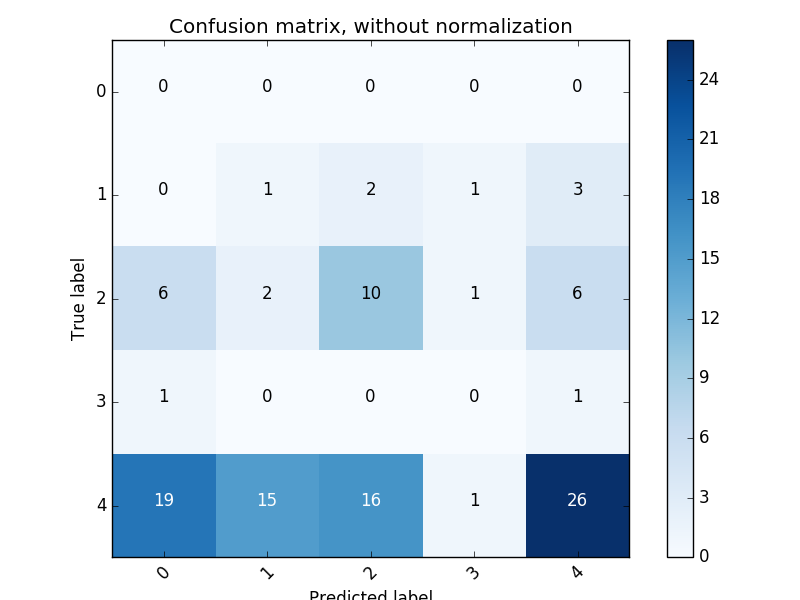 Confusion matrix, without normalization
0 0 0 0 0 0
1 0 1 2 1 3
2 6 2 10 1 6
3 1 0 0 0 1
4 19 15 16 1 26
0 1 2 3 4
True label
Predicted label
24
21
18
15
12
9
6
3
0